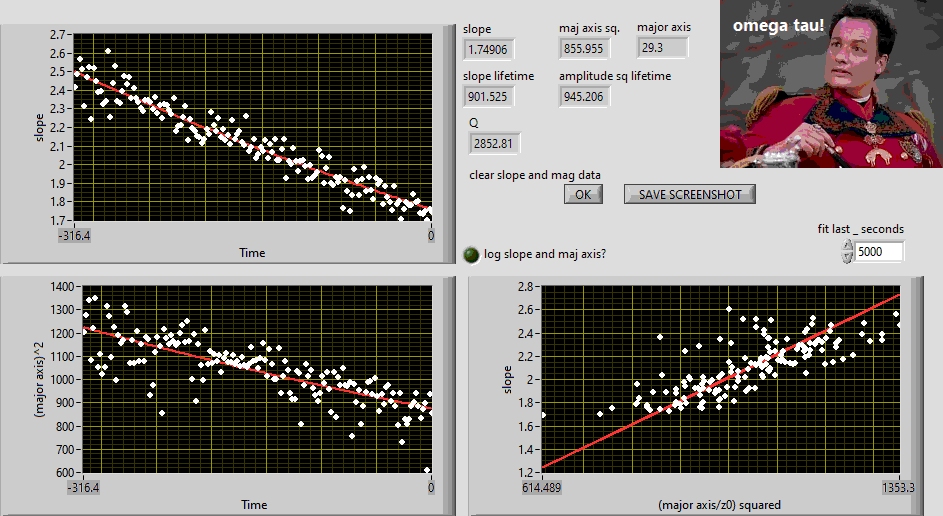 2.7
2.6
2.5
2.4
2.3
2.2
2.1
2
1.9
1.8
1.7
slope
-316.4
0
Time
slope
maj axis sq.
major axis
1.74906
855.955
29.3
slope lifetime
amplitude sq lifetime
901.525
945.206
Q
2852.81
clear slope and mag data
OK
SAVE SCREENSHOT
omega tau!
fit last _ seconds
5000
log slope and maj axis?
1400
1300
1200
1100
1000
900
800
700
600
(major axis)^2
-316.4
0
Time
2.8
2.6
2.4
2.2
2
1.8
1.6
1.4
1.2
slope
614.489
1353.3
(major axis/z0) squared